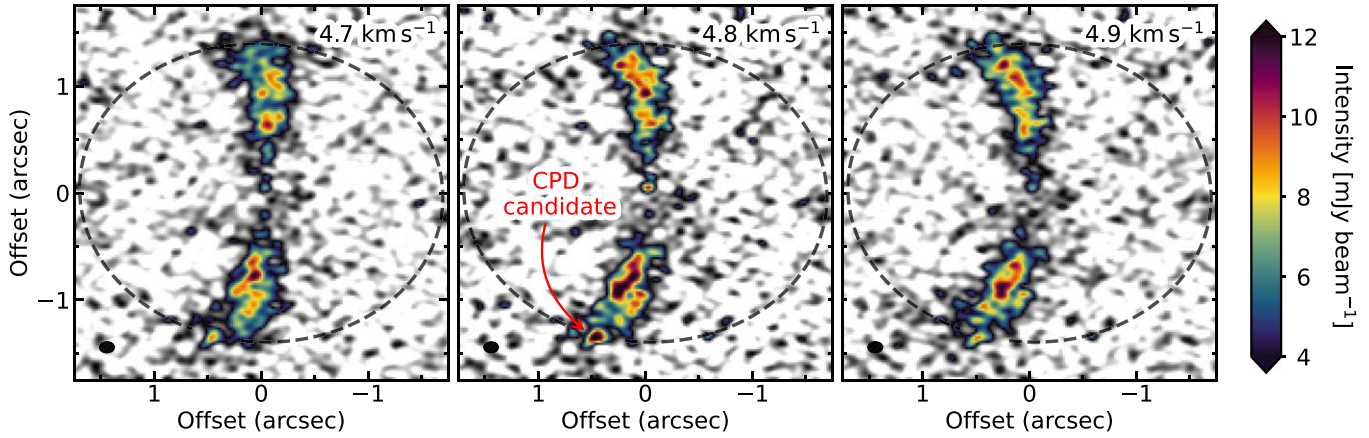 4.7 km s⁻¹
4.8 km s⁻¹
4.9 km s⁻¹
CPD
candidate
Offset (arcsec)
1
0
−1
1
0
−1
Offset (arcsec)
1
0
−1
Offset (arcsec)
1
0
−1
Offset (arcsec)
12
10
8
6
4
Intensity [mJy beam⁻¹]